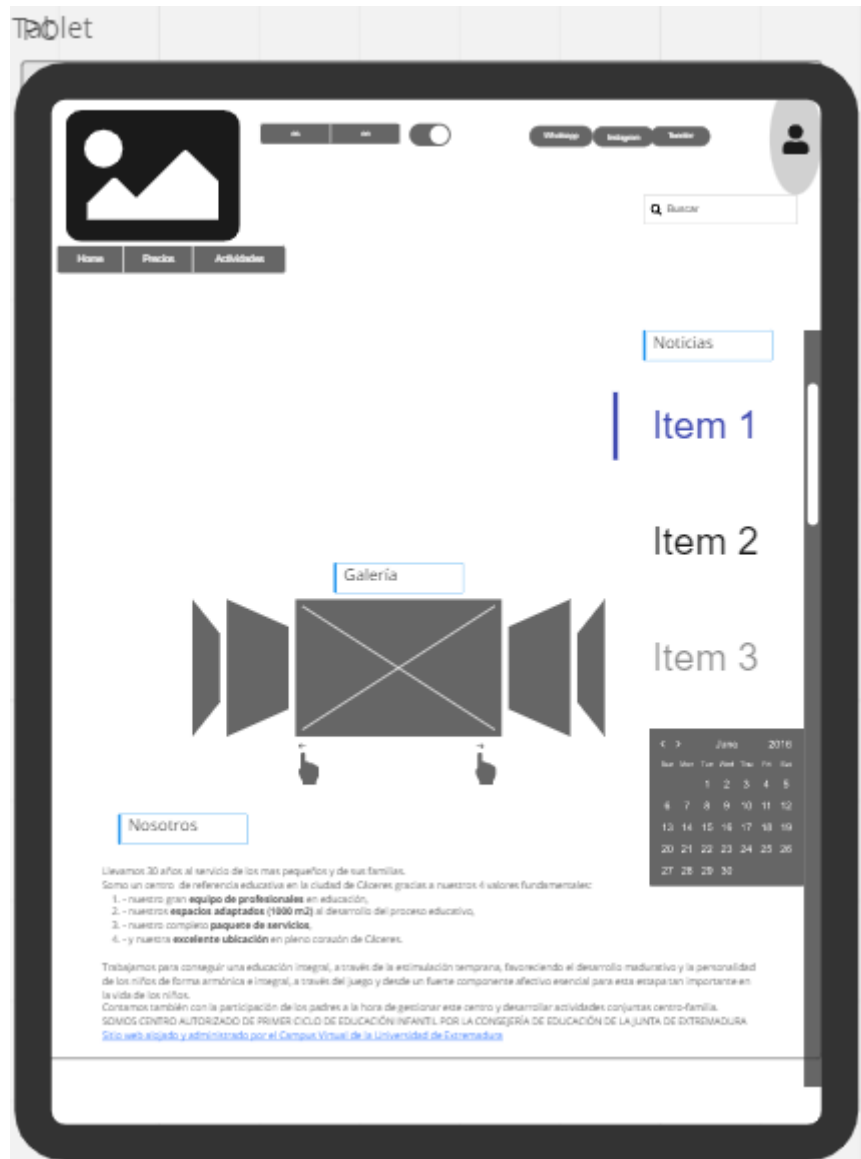 Tablet
Whatsapp Instagram Twitter
Buscar
Home Precios Actividades
Noticias
Item 1
Item 2
Galería
Item 3
June 2016
Sun Mon Tue Wed Thu Fri Sat
1 2 3 4 5
6 7 8 9 10 11 12
13 14 15 16 17 18 19
20 21 22 23 24 25 26
27 28 29 30
Nosotros
Llevamos 30 años al servicio de los mas pequeños y de sus familias.
Somo un centro de referencia educativa en la ciudad de Cáceres gracias a nuestros 4 valores fundamentales:
1. - nuestro gran equipo de profesionales en educación,
2. - nuestros espacios adaptados (1000 m2) al desarrollo del proceso educativo,
3. - nuestro completo paquete de servicios,
4. - y nuestra excelente ubicación en pleno corazón de Cáceres.
Trabajamos para conseguir una educación integral, a través de la estimulación temprana, favoreciendo el desarrollo madurativo y la personalidad
de los niños de forma armónica e integral, a través del juego y desde un fuerte componente afectivo esencial para esta estapa tan importante en
la vida de los niños.
Contamos también con la participación de los padres a la hora de gestionar este centro y desarrollar actividades conjuntas centro-familia.
SOMOS CENTRO AUTORIZADO DE PRIMER CICLO DE EDUCACIÓN INFANTIL POR LA CONSEJERÍA DE EDUCACIÓN DE LA JUNTA DE EXTREMADURA
Sitio web alojado y administrado por el Campus Virtual de la Universidad de Extremadura